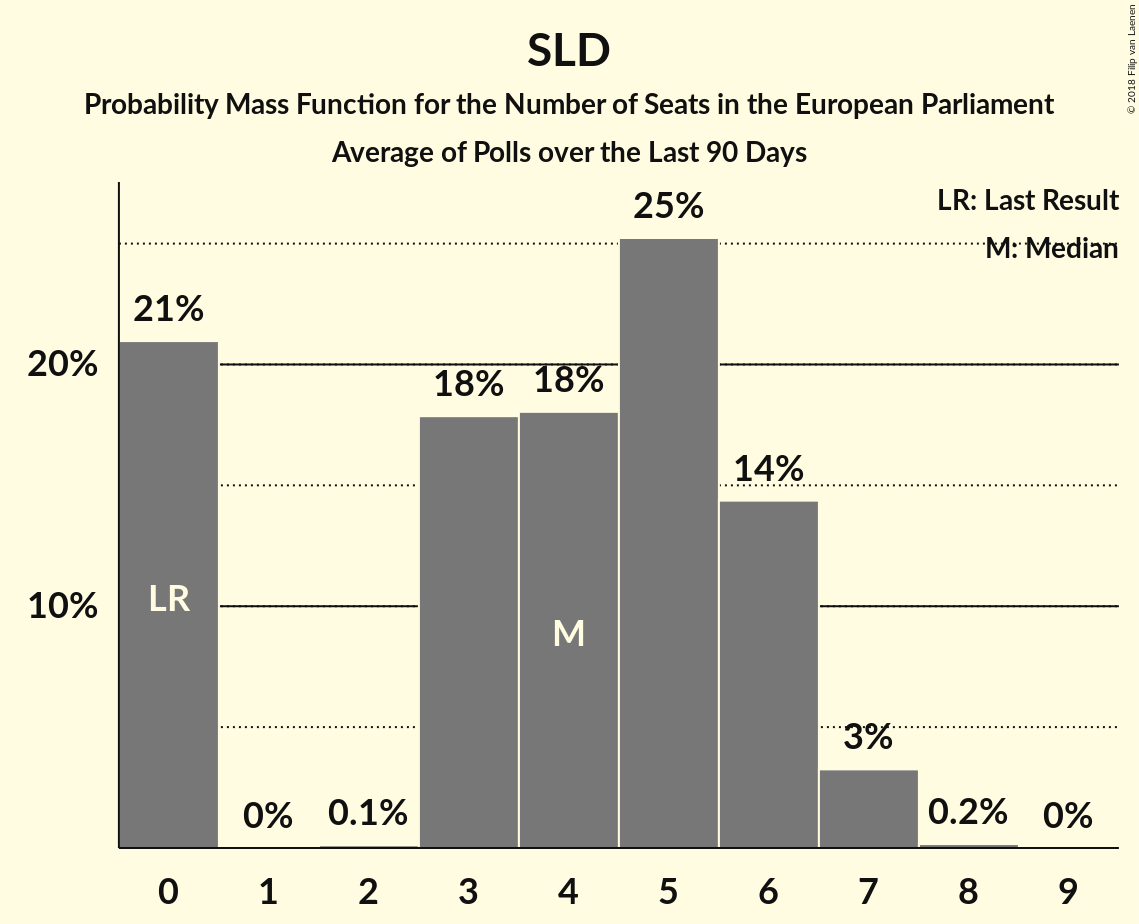 © 2018 Filip van Laenen
SLD
Probability Mass Function for the Number of Seats in the European Parliament
Average of Polls over the Last 90 Days
LR: Last Result
M: Median
25%
21%
20%
18%
18%
14%
10%
LR
M
3%
0%
0.1%
0.2%
0%
0 1 2 3 4 5 6 7 8 9